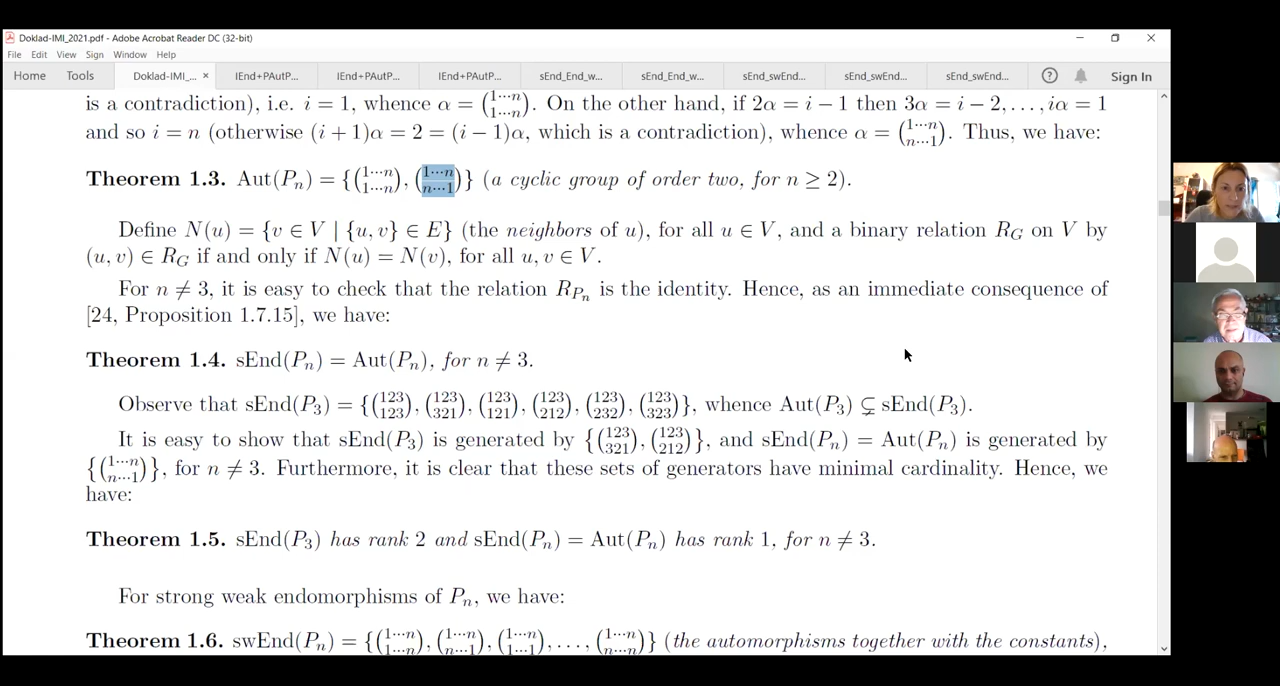 Doklad-IMI_2021.pdf - Adobe Acrobat Reader DC (32-bit)
File Edit View Sign Window Help
Home Tools Doklad-IMI_... × IEnd+PAutP... IEnd+PAutP... IEnd+PAutP... sEnd_End_w... sEnd_End_w... sEnd_swEnd... sEnd_swEnd... sEnd_swEnd... Sign In
is a contradiction), i.e. i = 1, whence α = (1⋯n / 1⋯n). On the other hand, if 2α = i − 1 then 3α = i − 2, . . . , iα = 1
and so i = n (otherwise (i + 1)α = 2 = (i − 1)α, which is a contradiction), whence α = (1⋯n / n⋯1). Thus, we have:
Theorem 1.3. Aut(Pₙ) = {(1⋯n / 1⋯n), (1⋯n / n⋯1)} (a cyclic group of order two, for n ≥ 2).
Define N(u) = {v ∈ V | {u, v} ∈ E} (the neighbors of u), for all u ∈ V, and a binary relation R_G on V by
(u, v) ∈ R_G if and only if N(u) = N(v), for all u, v ∈ V.
For n ≠ 3, it is easy to check that the relation R_{Pₙ} is the identity. Hence, as an immediate consequence of
[24, Proposition 1.7.15], we have:
Theorem 1.4. sEnd(Pₙ) = Aut(Pₙ), for n ≠ 3.
Observe that sEnd(P₃) = {(123 / 123), (123 / 321), (123 / 121), (123 / 212), (123 / 232), (123 / 323)}, whence Aut(P₃) ⊊ sEnd(P₃).
It is easy to show that sEnd(P₃) is generated by {(123 / 321), (123 / 212)}, and sEnd(Pₙ) = Aut(Pₙ) is generated by
{(1⋯n / n⋯1)}, for n ≠ 3. Furthermore, it is clear that these sets of generators have minimal cardinality. Hence, we
have:
Theorem 1.5. sEnd(P₃) has rank 2 and sEnd(Pₙ) = Aut(Pₙ) has rank 1, for n ≠ 3.
For strong weak endomorphisms of Pₙ, we have:
Theorem 1.6. swEnd(Pₙ) = {(1⋯n / 1⋯n), (1⋯n / n⋯1), (1⋯n / 1⋯1), . . . , (1⋯n / n⋯n)} (the automorphisms together with the constants),